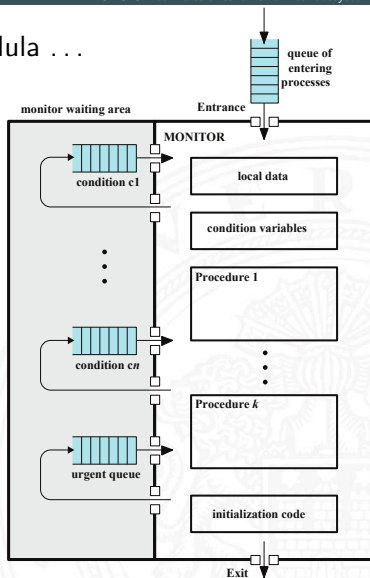 dula ...
queue of
entering
processes
monitor waiting area
Entrance
MONITOR
condition c1
local data
condition variables
Procedure 1
condition cn
Procedure k
urgent queue
initialization code
Exit